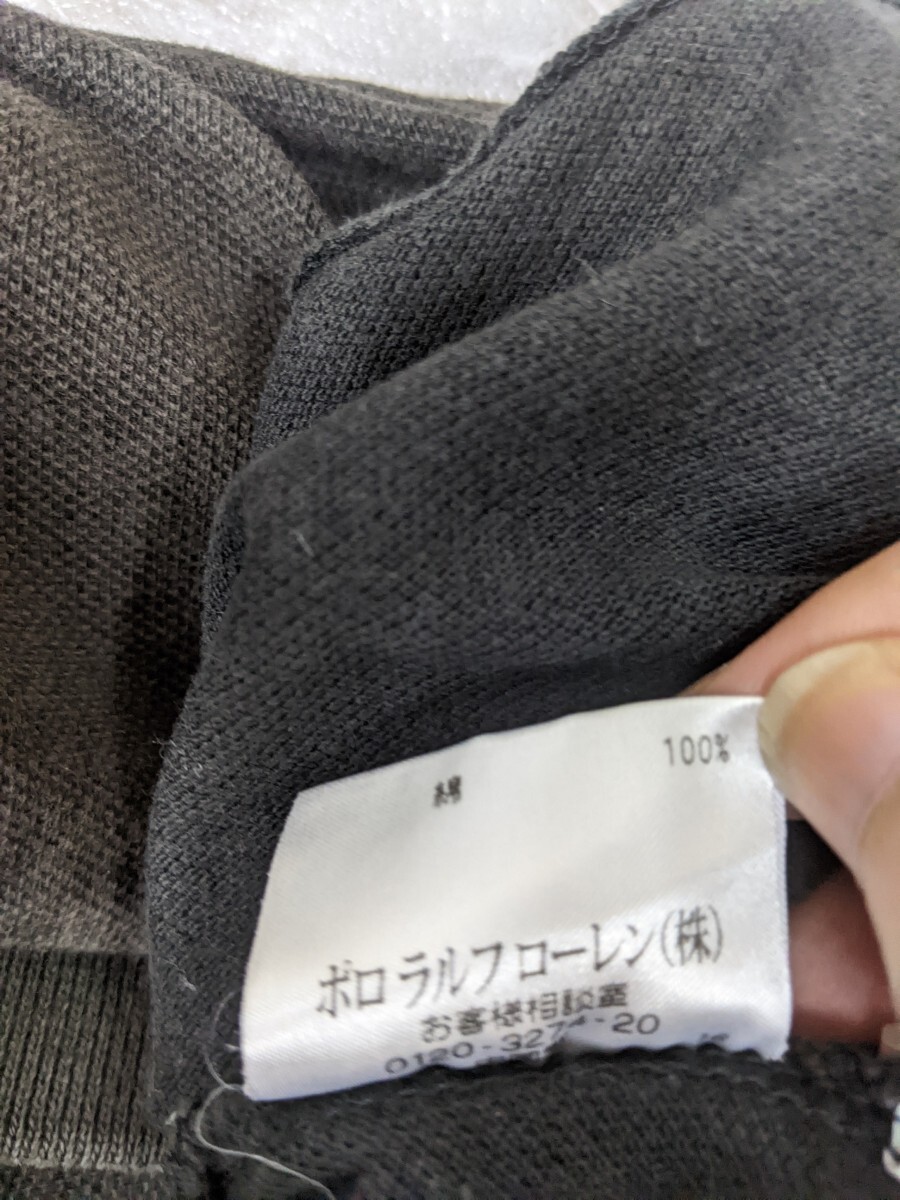 綿 100%
ポロ ラルフ ローレン(株)
お客様相談室
0120-3274-20